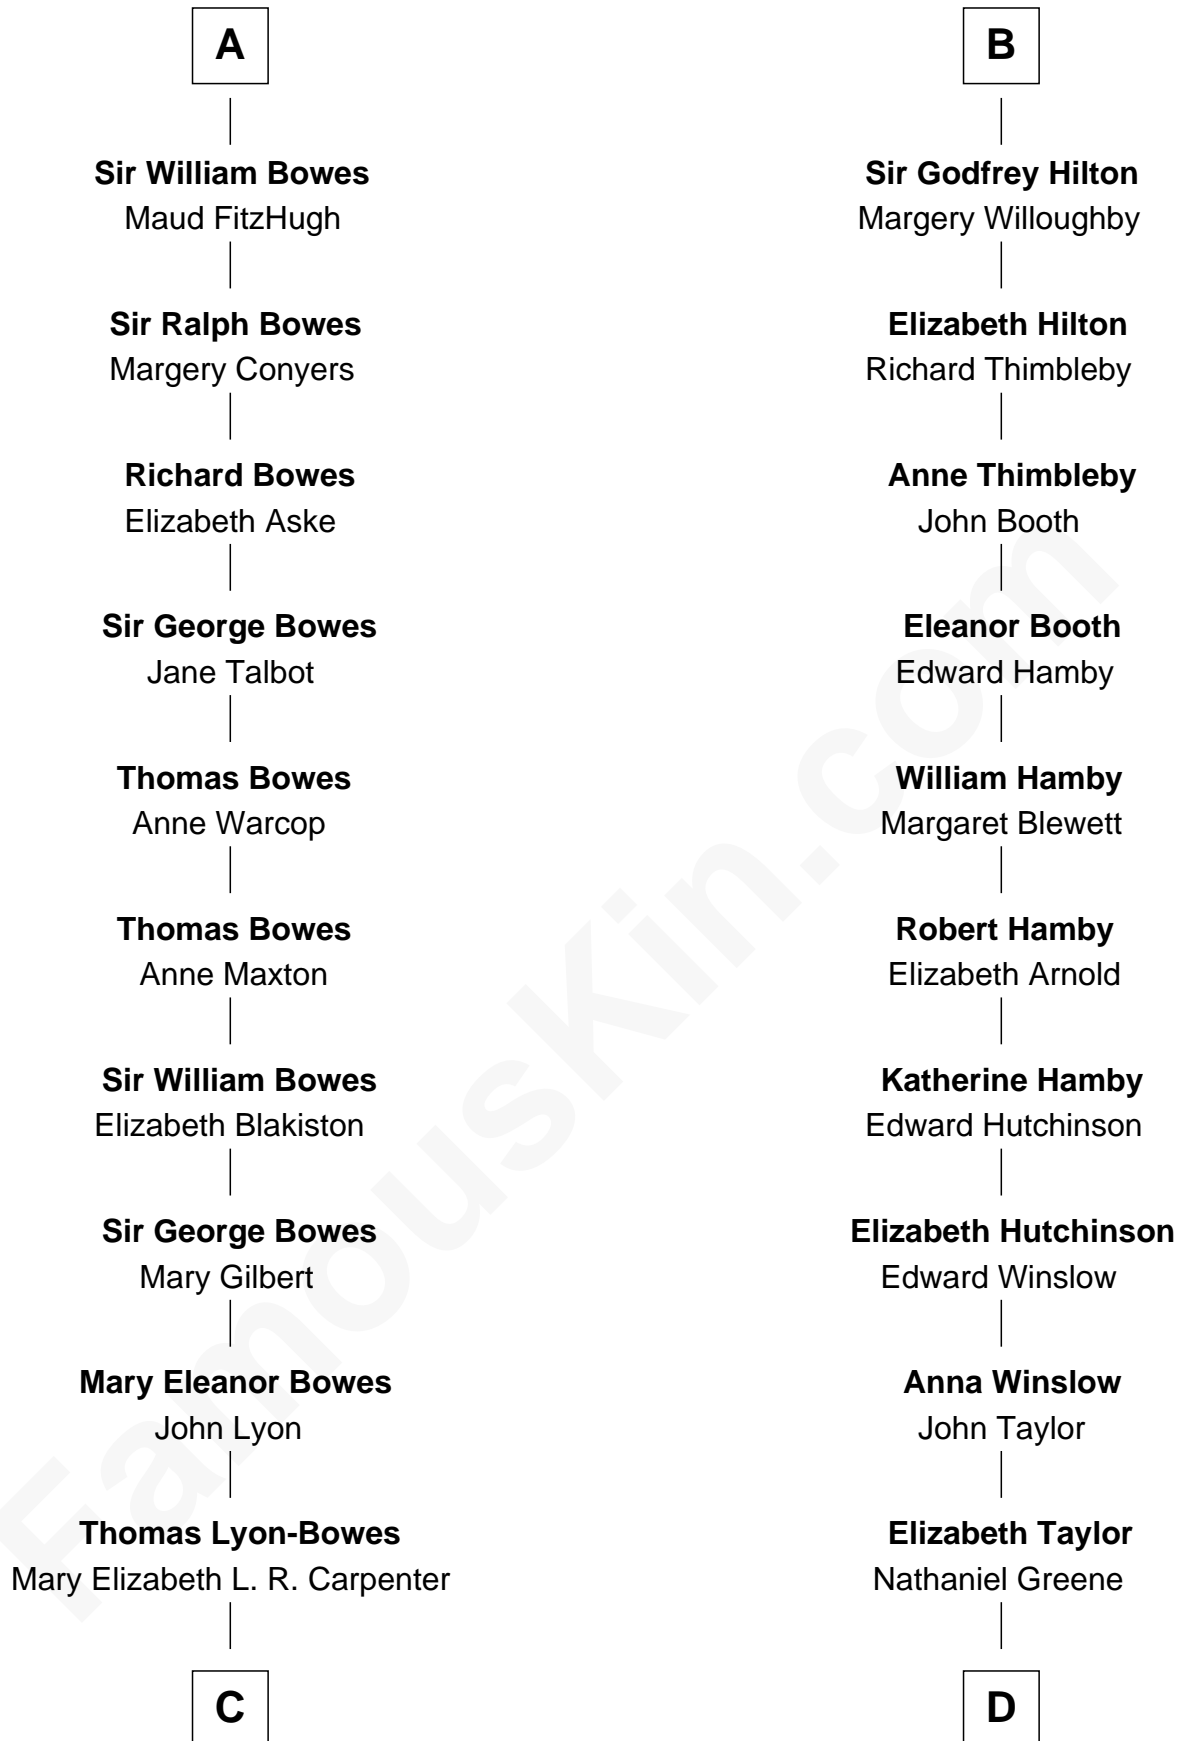 A
Sir William Bowes
Maud FitzHugh
Sir Ralph Bowes
Margery Conyers
Richard Bowes
Elizabeth Aske
Sir George Bowes
Jane Talbot
Thomas Bowes
Anne Warcop
Thomas Bowes
Anne Maxton
Sir William Bowes
Elizabeth Blakiston
Sir George Bowes
Mary Gilbert
Mary Eleanor Bowes
John Lyon
Thomas Lyon-Bowes
Mary Elizabeth L. R. Carpenter
C
B
Sir Godfrey Hilton
Margery Willoughby
Elizabeth Hilton
Richard Thimbleby
Anne Thimbleby
John Booth
Eleanor Booth
Edward Hamby
William Hamby
Margaret Blewett
Robert Hamby
Elizabeth Arnold
Katherine Hamby
Edward Hutchinson
Elizabeth Hutchinson
Edward Winslow
Anna Winslow
John Taylor
Elizabeth Taylor
Nathaniel Greene
D
FamousKin.com